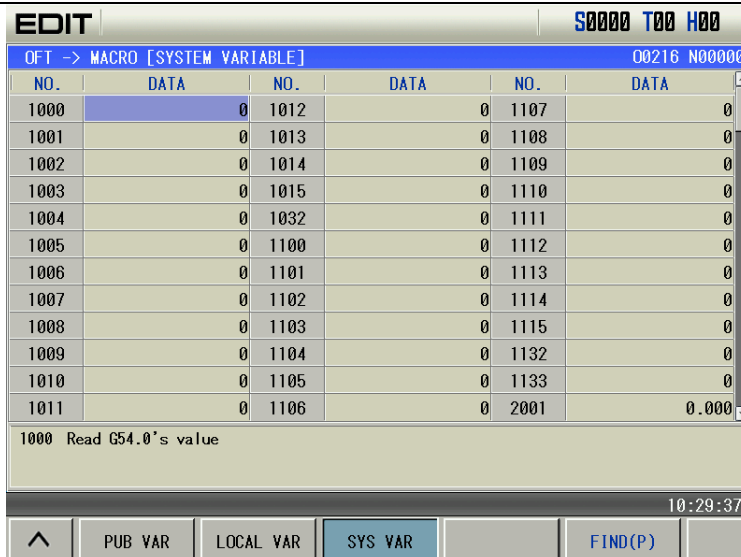 EDIT S0000 T00 H00
OFT -> MACRO [SYSTEM VARIABLE] O0216 N00000
NO. DATA NO. DATA NO. DATA
1000 0 1012 0 1107 0
1001 0 1013 0 1108 0
1002 0 1014 0 1109 0
1003 0 1015 0 1110 0
1004 0 1032 0 1111 0
1005 0 1100 0 1112 0
1006 0 1101 0 1113 0
1007 0 1102 0 1114 0
1008 0 1103 0 1115 0
1009 0 1104 0 1132 0
1010 0 1105 0 1133 0
1011 0 1106 0 2001 0.000
1000 Read G54.0's value
10:29:37
PUB VAR LOCAL VAR SYS VAR FIND(P)